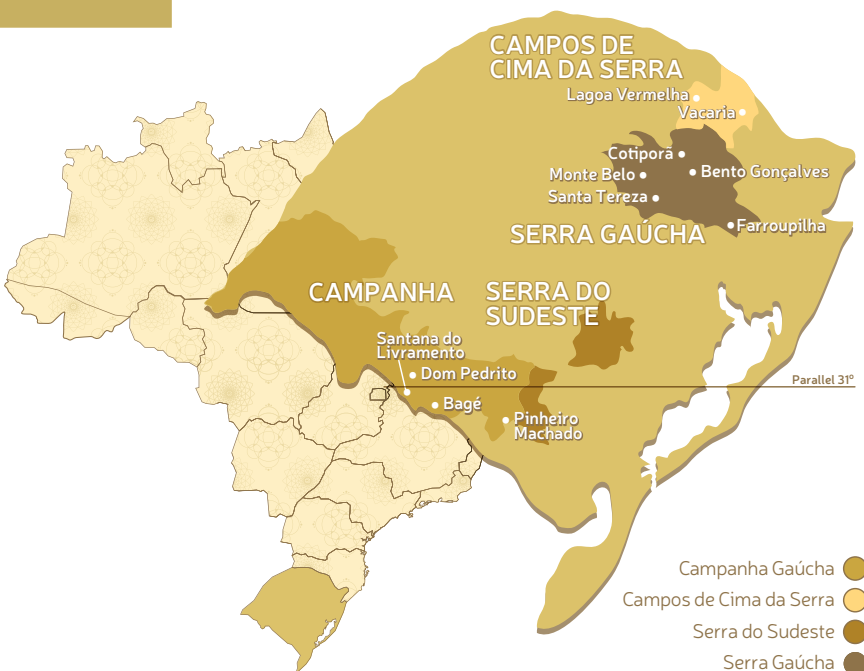 CAMPOS DE
CIMA DA SERRA
Lagoa Vermelha
Vacaria
Cotiporã
Monte Belo
Bento Gonçalves
Santa Tereza
Farroupilha
SERRA GAÚCHA
CAMPANHA
SERRA DO
SUDESTE
Santana do
Livramento
Dom Pedrito
Parallel 31º
Bagé
Pinheiro
Machado
Campanha Gaúcha
Campos de Cima da Serra
Serra do Sudeste
Serra Gaúcha